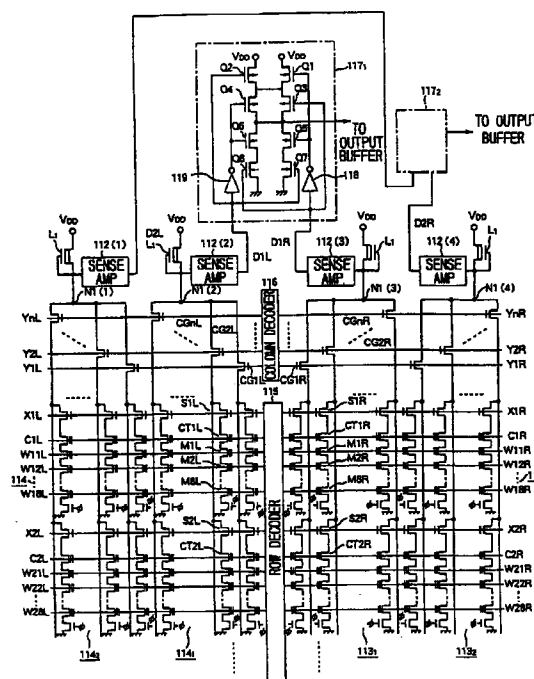 VDD VDD
Q2 Q1
117₁
Q4 Q3
117₂
Q6 Q5
TO OUTPUT BUFFER
TO OUTPUT BUFFER
Q8 Q7
119 118
VDD D2L VDD VDD D2R VDD
L1 112(1) L1 112(2) D1L D1R 112(3) L1 112(4) L1
SENSE AMP SENSE AMP SENSE AMP SENSE AMP
N1(1) N1(2) 116 N1(3) N1(4)
YnL CGnL COLOWN DECODER CGnR YnR
Y2L CG2L CG2R Y2R
Y1L CG1L CG1R Y1R
115
X1L S1L S1R X1R
C1L CT1L CT1R C1R
W11L M1L M1R W11R
W12L M2L M2R W12R
114
W18L M8L M8R W18R
ROW DECODER
X2L S2L S2R X2R
C2L CT2L CT2R C2R
W21L W21R
W22L W22R
W28L W28R
114₂ 114₁ 113₁ 113₂